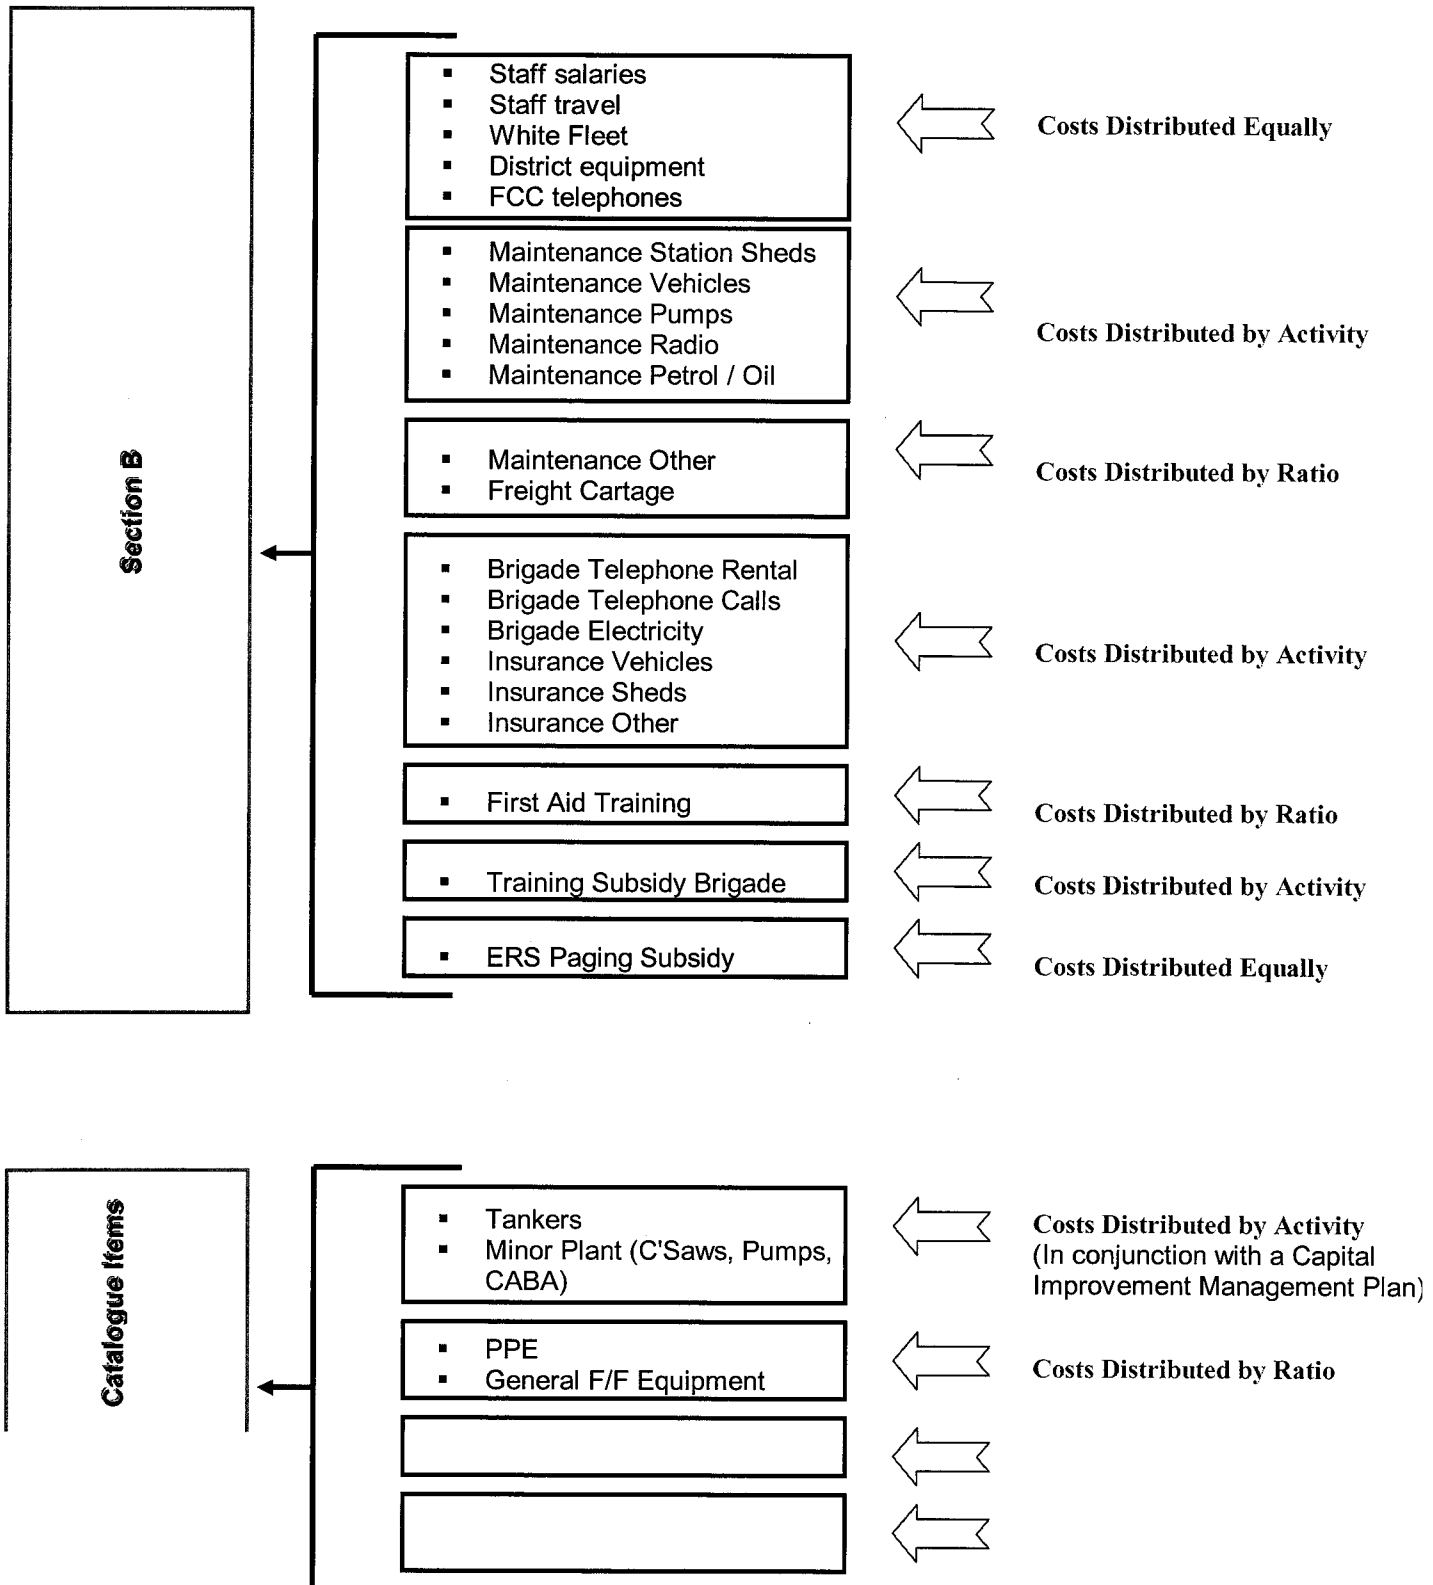 Section B
▪ Staff salaries
▪ Staff travel
▪ White Fleet
▪ District equipment
▪ FCC telephones
Costs Distributed Equally
▪ Maintenance Station Sheds
▪ Maintenance Vehicles
▪ Maintenance Pumps
▪ Maintenance Radio
▪ Maintenance Petrol / Oil
Costs Distributed by Activity
▪ Maintenance Other
▪ Freight Cartage
Costs Distributed by Ratio
▪ Brigade Telephone Rental
▪ Brigade Telephone Calls
▪ Brigade Electricity
▪ Insurance Vehicles
▪ Insurance Sheds
▪ Insurance Other
Costs Distributed by Activity
▪ First Aid Training
Costs Distributed by Ratio
▪ Training Subsidy Brigade
Costs Distributed by Activity
▪ ERS Paging Subsidy
Costs Distributed Equally
Catalogue Items
▪ Tankers
▪ Minor Plant (C'Saws, Pumps,
CABA)
Costs Distributed by Activity
(In conjunction with a Capital
Improvement Management Plan)
▪ PPE
▪ General F/F Equipment
Costs Distributed by Ratio